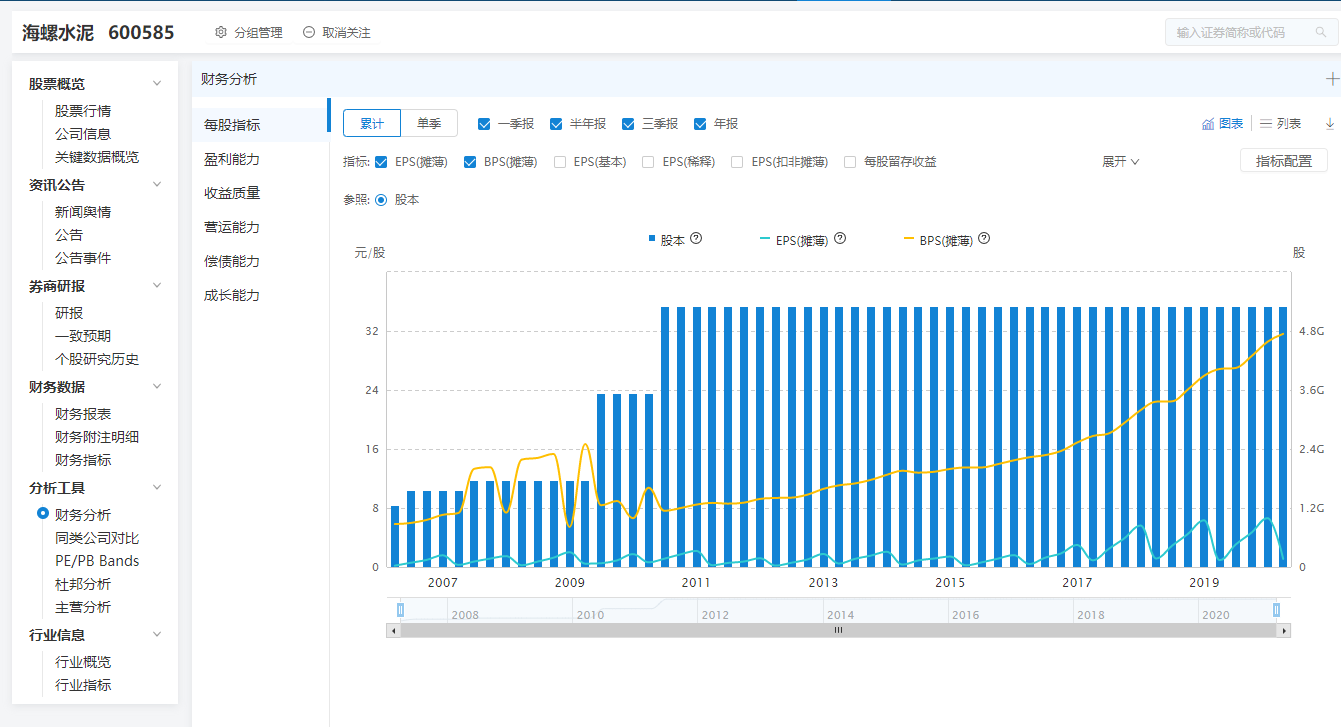 海螺水泥 600585 分组管理 取消关注 输入证券简称或代码
股票概览
股票行情
公司信息
关键数据概览
资讯公告
新闻舆情
公告
公告事件
券商研报
研报
一致预期
个股研究历史
财务数据
财务报表
财务附注明细
财务指标
分析工具
财务分析
同类公司对比
PE/PB Bands
杜邦分析
主营分析
行业信息
行业概览
行业指标
财务分析
每股指标
盈利能力
收益质量
营运能力
偿债能力
成长能力
累计 单季 一季报 半年报 三季报 年报 图表 列表
指标: EPS(摊薄) BPS(摊薄) EPS(基本) EPS(稀释) EPS(扣非摊薄) 每股留存收益 展开 指标配置
参照: 股本
股本 EPS(摊薄) BPS(摊薄)
元/股 股
32 4.8G
24 3.6G
16 2.4G
8 1.2G
0 0
2007 2009 2011 2013 2015 2017 2019
2008 2010 2012 2014 2016 2018 2020